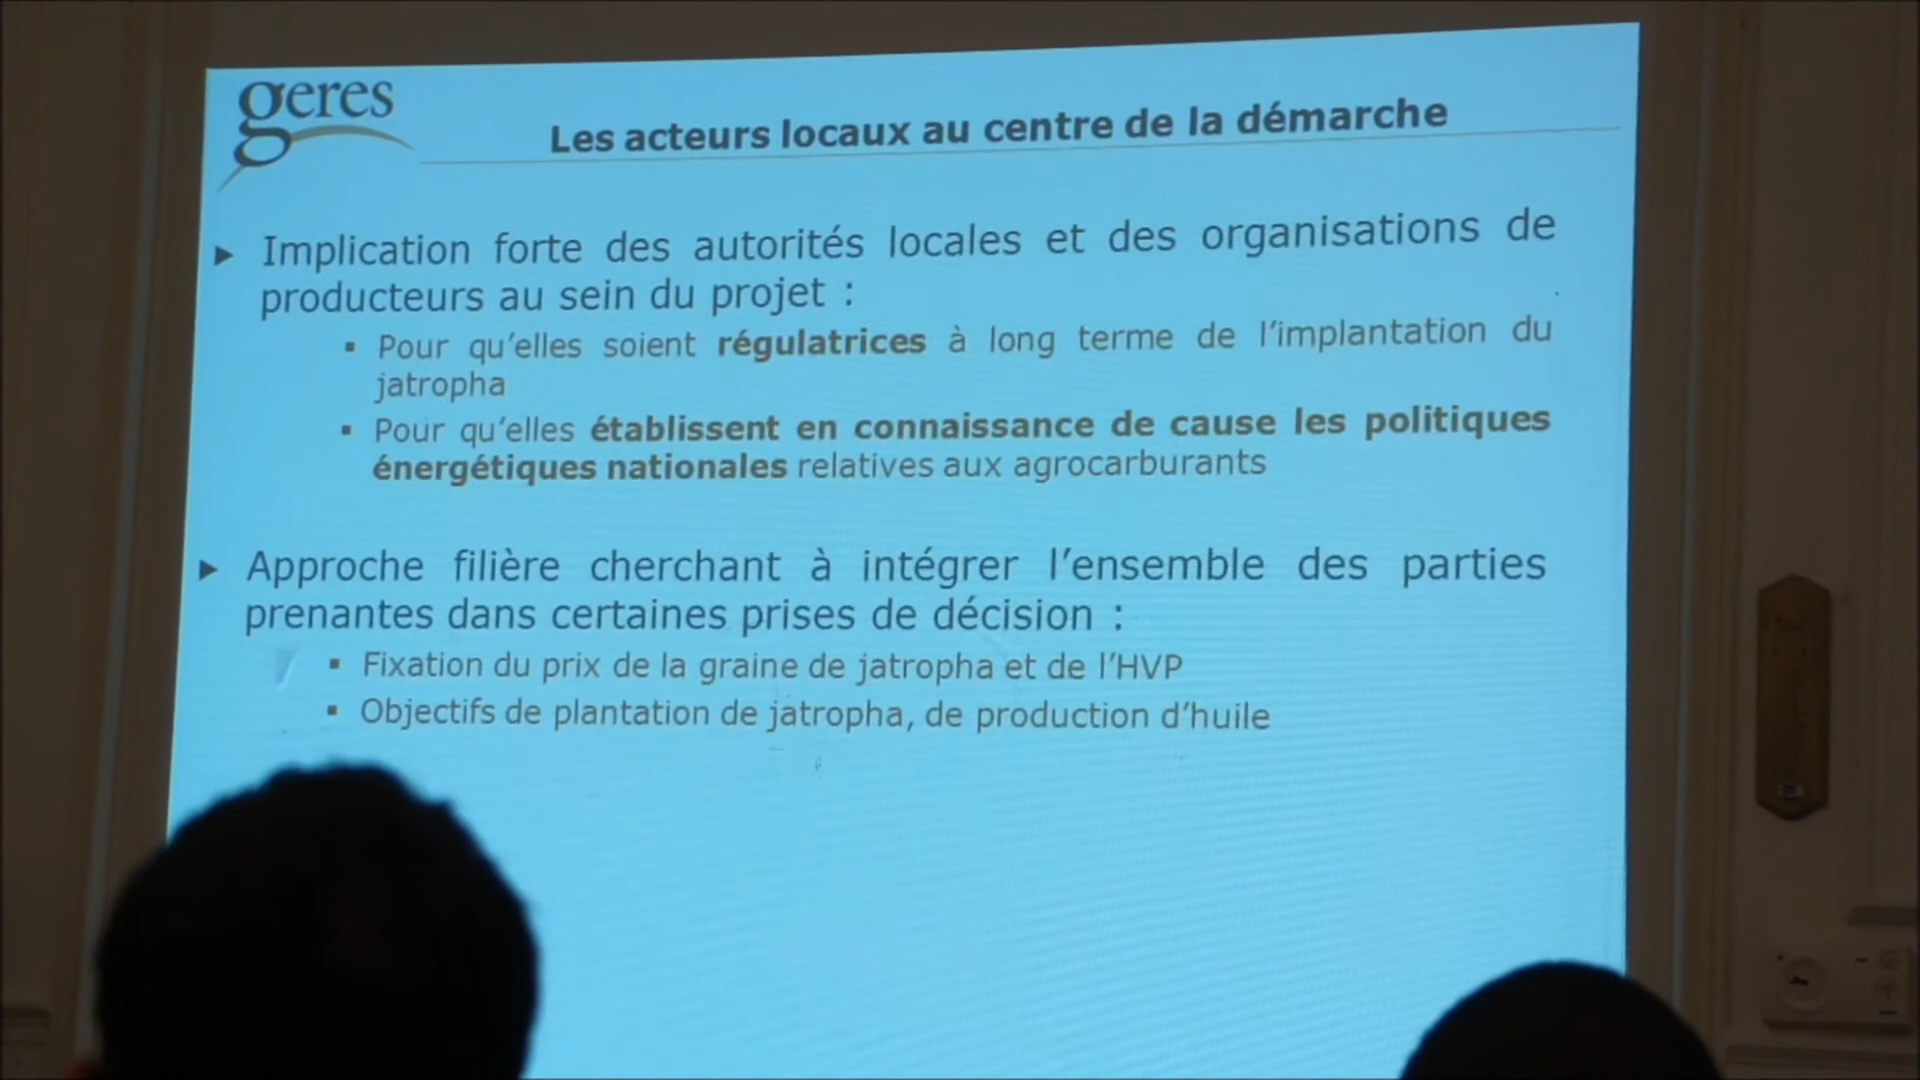 geres
Les acteurs locaux au centre de la démarche
▶ Implication forte des autorités locales et des organisations de
producteurs au sein du projet :
▪ Pour qu'elles soient régulatrices à long terme de l'implantation du
jatropha
▪ Pour qu'elles établissent en connaissance de cause les politiques
énergétiques nationales relatives aux agrocarburants
▶ Approche filière cherchant à intégrer l'ensemble des parties
prenantes dans certaines prises de décision :
▪ Fixation du prix de la graine de jatropha et de l'HVP
▪ Objectifs de plantation de jatropha, de production d'huile